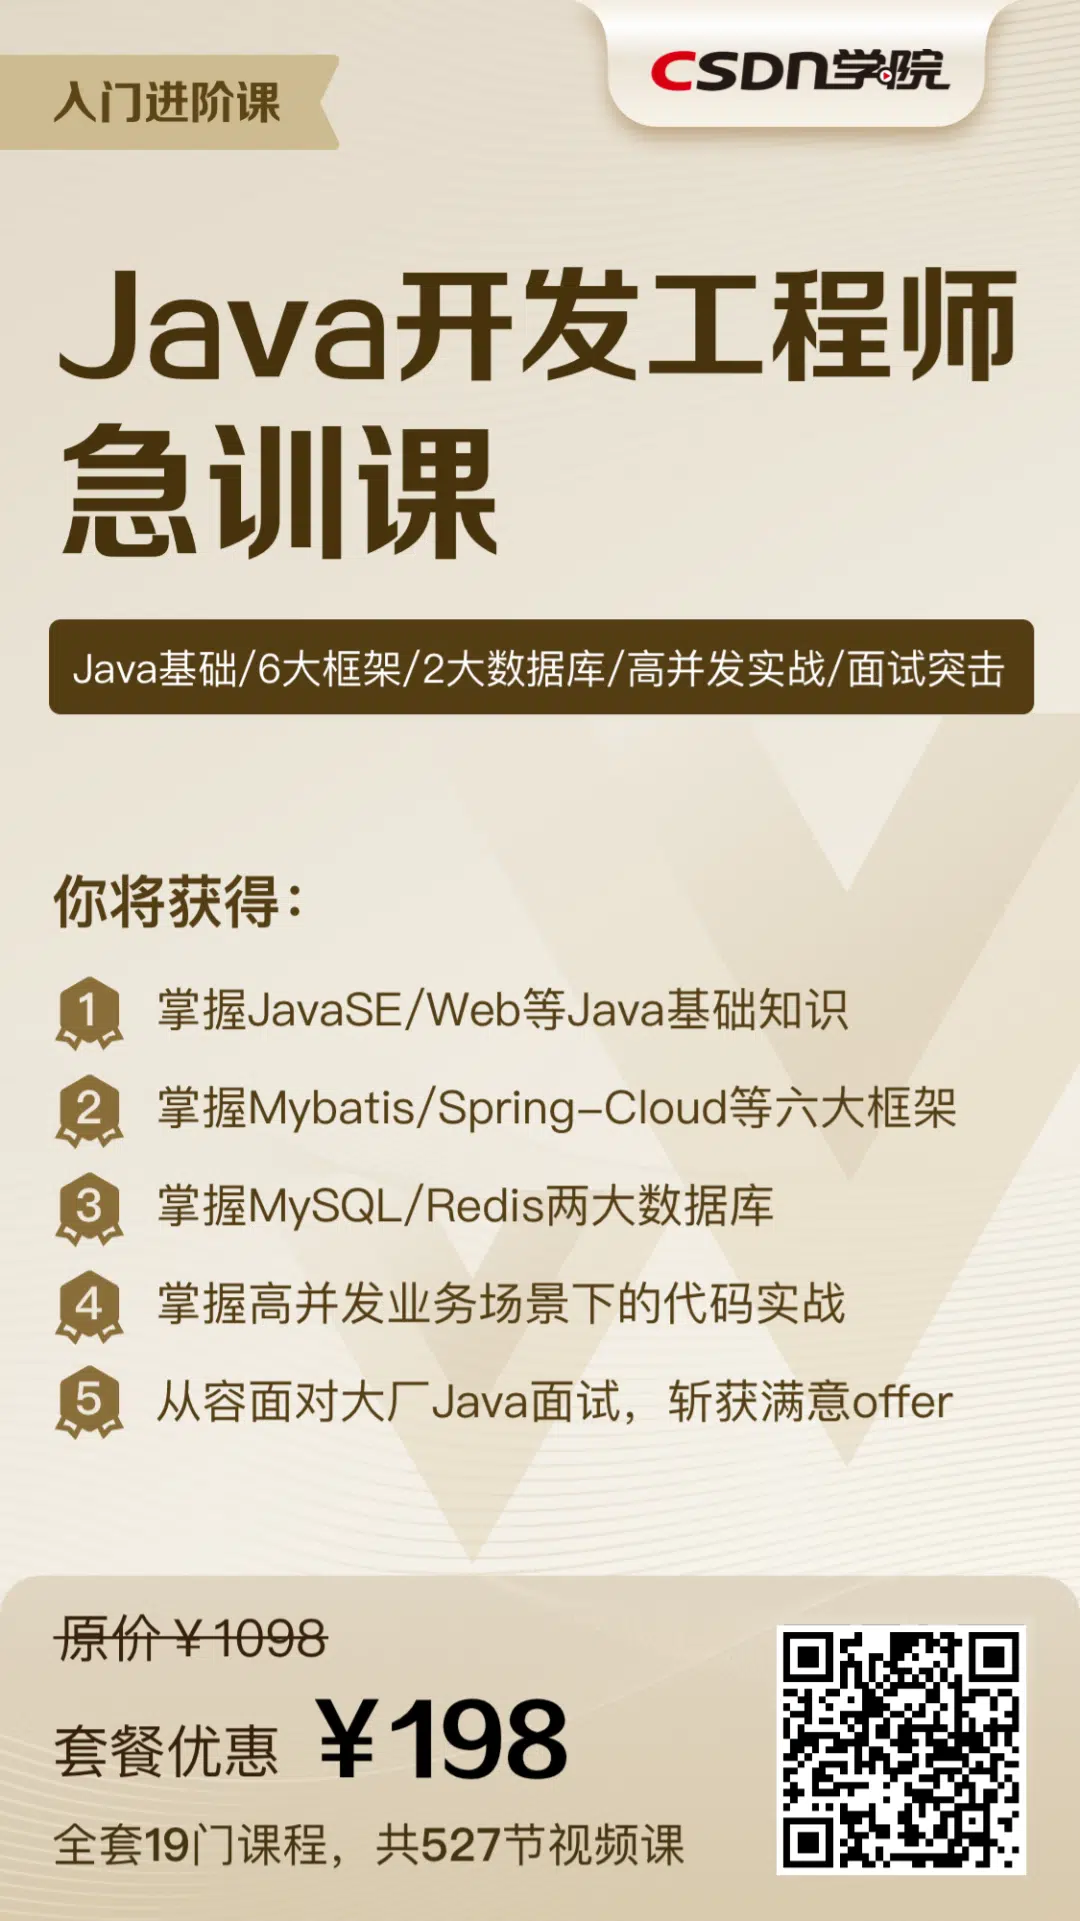 入门进阶课
CSDN学院
Java开发工程师
急训课
Java基础/6大框架/2大数据库/高并发实战/面试突击
你将获得：
1 掌握JavaSE/Web等Java基础知识
2 掌握Mybatis/Spring-Cloud等六大框架
3 掌握MySQL/Redis两大数据库
4 掌握高并发业务场景下的代码实战
5 从容面对大厂Java面试，斩获满意offer
原价￥1098
套餐优惠 ￥198
全套19门课程，共527节视频课